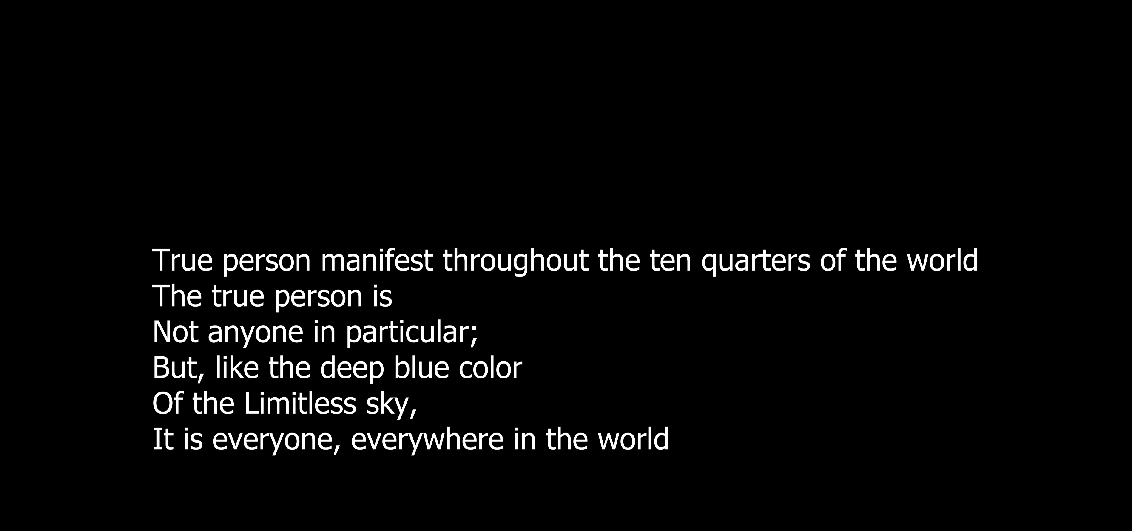 True person manifest throughout the ten quarters of the world
The true person is
Not anyone in particular;
But, like the deep blue color
Of the Limitless sky,
It is everyone, everywhere in the world